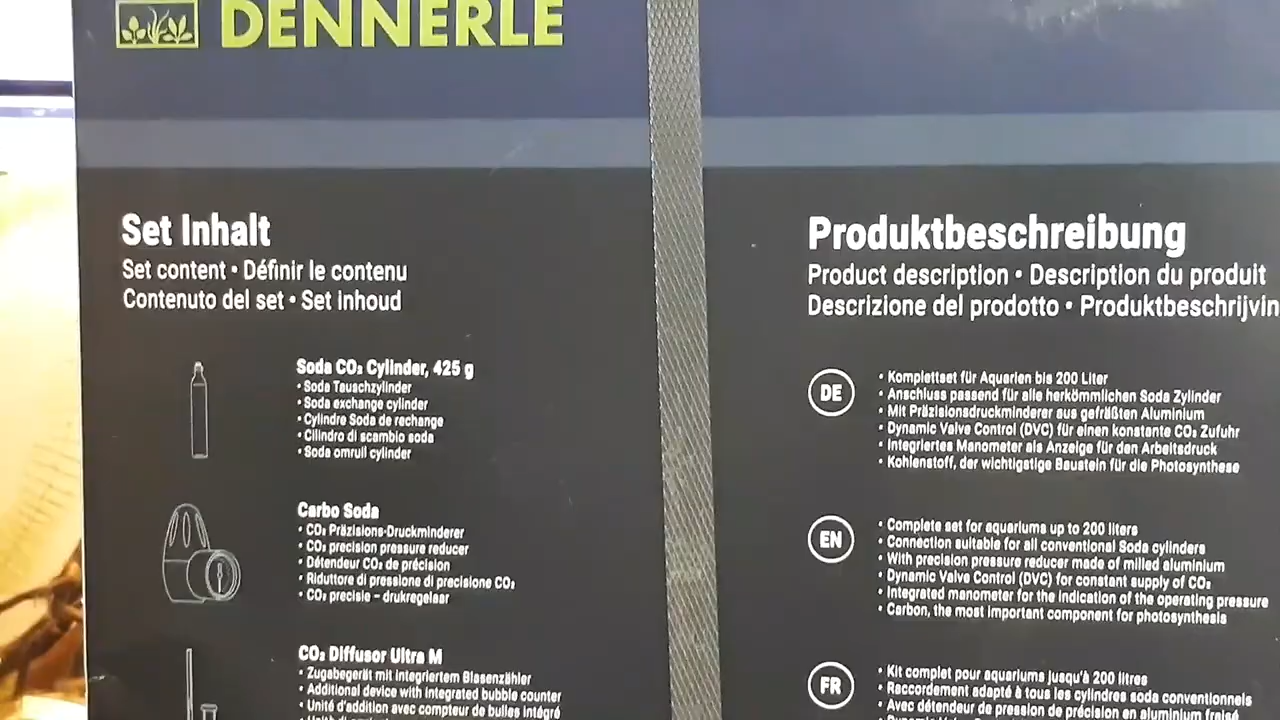 DENNERLE
Set Inhalt
Set content • Définir le contenu
Contenuto del set • Set inhoud
Soda CO₂ Cylinder, 425 g
• Soda Tauschzylinder
• Soda exchange cylinder
• Cylindre Soda de rechange
• Cilindro di scambio soda
• Soda omruil cylinder
Carbo Soda
• CO₂ Präzisions-Druckminderer
• CO₂ precision pressure reducer
• Détendeur CO₂ de précision
• Riduttore di pressione di precisione CO₂
• CO₂ precisie – drukregelaar
CO₂ Diffusor Ultra M
• Zugabegerät mit integriertem Blasenzähler
• Additional device with integrated bubble counter
• Unité d'addition avec compteur de bulles intégré
Produktbeschreibung
Product description • Description du produit
Descrizione del prodotto • Produktbeschrijvin
DE
• Komplettset für Aquarien bis 200 Liter
• Anschluss passend für alle herkömmlichen Soda Zylinder
• Mit Präzisionsdruckminderer aus gefräßten Aluminium
• Dynamic Valve Control (DVC) für einen konstante CO₂ Zufuhr
• Integriertes Manometer als Anzeige für den Arbeitsdruck
• Kohlenstoff, der wichtigstige Baustein für die Photosynthese
EN
• Complete set for aquariums up to 200 liters
• Connection suitable for all conventional Soda cylinders
• With precision pressure reducer made of milled aluminium
• Dynamic Valve Control (DVC) for constant supply of CO₂
• Integrated manometer for the indication of the operating pressure
• Carbon, the most important component for photosynthesis
FR
• Kit complet pour aquariums jusqu'à 200 litres
• Raccordement adapté à tous les cylindres soda conventionnels
• Avec détendeur de pression de précision en aluminium fraisé